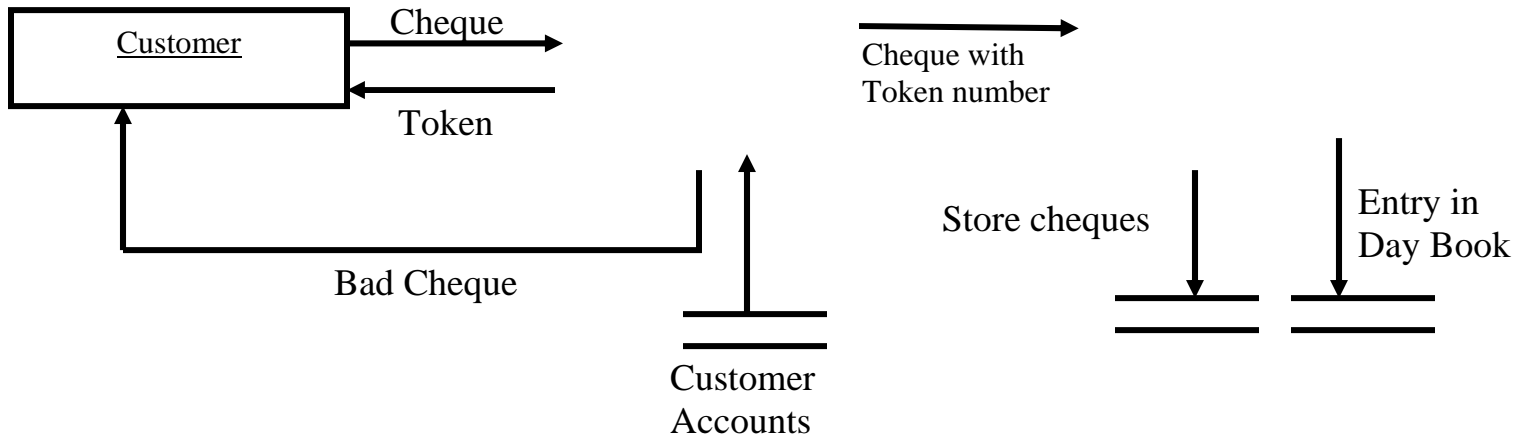 Customer
Cheque
Token
Cheque with
Token number
Bad Cheque
Store cheques
Entry in
Day Book
Customer
Accounts